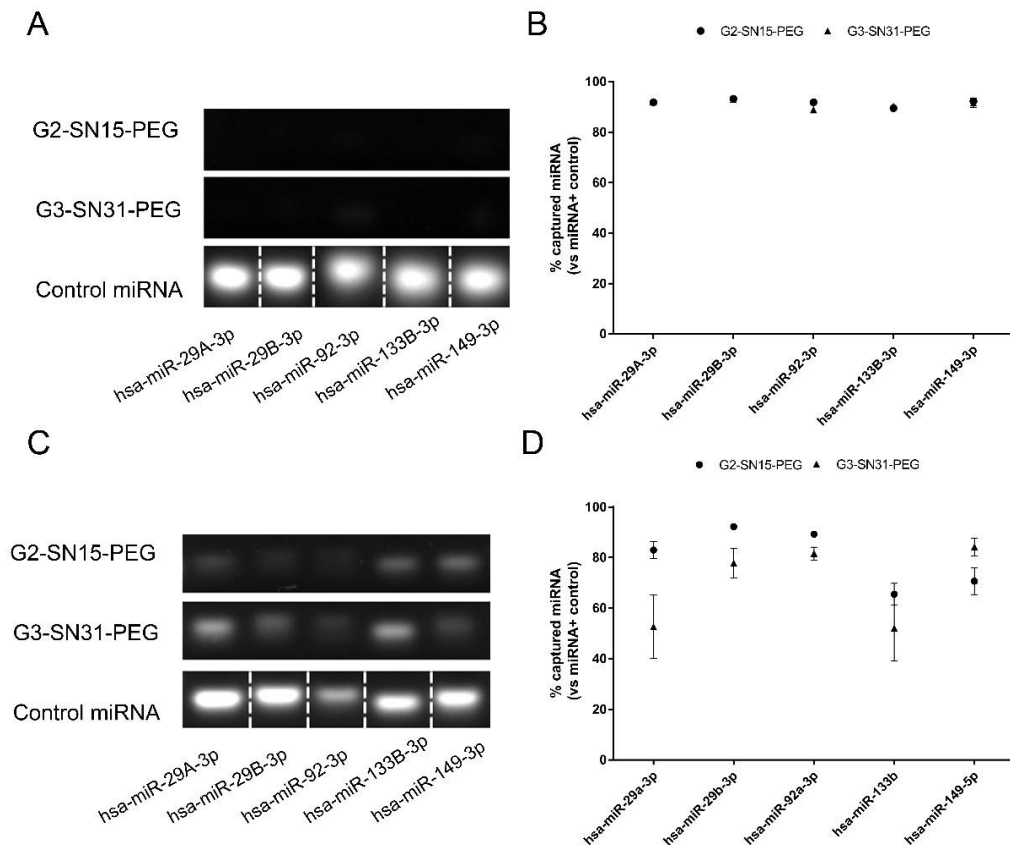 A
G2-SN15-PEG
G3-SN31-PEG
Control miRNA
hsa-miR-29A-3p
hsa-miR-29B-3p
hsa-miR-92-3p
hsa-miR-133B-3p
hsa-miR-149-3p
B
G2-SN15-PEG G3-SN31-PEG
% captured miRNA
(vs miRNA+ control)
100
80
60
40
20
0
hsa-miR-29A-3p
hsa-miR-29B-3p
hsa-miR-92-3p
hsa-miR-133B-3p
hsa-miR-149-3p
C
G2-SN15-PEG
G3-SN31-PEG
Control miRNA
hsa-miR-29A-3p
hsa-miR-29B-3p
hsa-miR-92-3p
hsa-miR-133B-3p
hsa-miR-149-3p
D
G2-SN15-PEG G3-SN31-PEG
% captured miRNA
(vs miRNA+ control)
100
80
60
40
20
0
hsa-miR-29a-3p
hsa-miR-29b-3p
hsa-miR-92a-3p
hsa-miR-133b
hsa-miR-149-5p